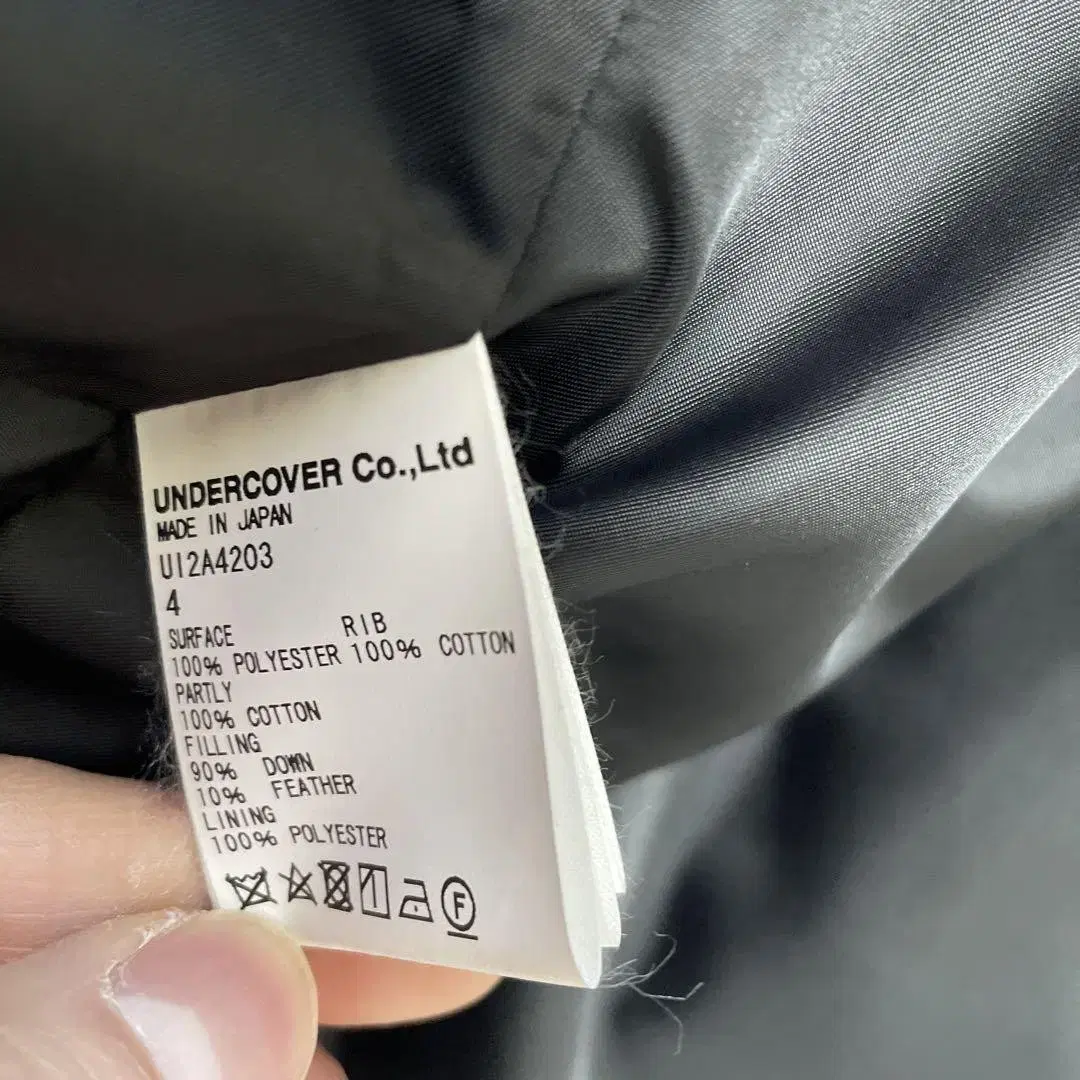 UNDERCOVER Co.,Ltd
MADE IN JAPAN
UI2A4203
4
SURFACE RIB
100% POLYESTER 100% COTTON
PARTLY
100% COTTON
FILLING
90% DOWN
10% FEATHER
LINING
100% POLYESTER
F